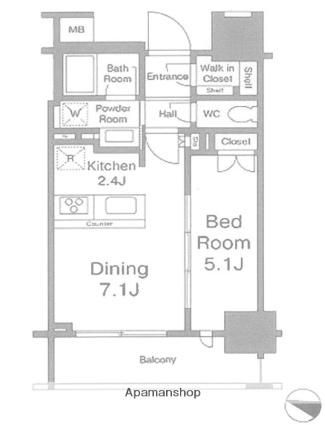 MB
Bath
Room
Entrance
Walk in
Closet
Shelf
Shelf
W
Powder
Room
Hall
WC
Closet
R
Kitchen
2.4J
Counter
Bed
Room
5.1J
Dining
7.1J
Balcony
Apamanshop